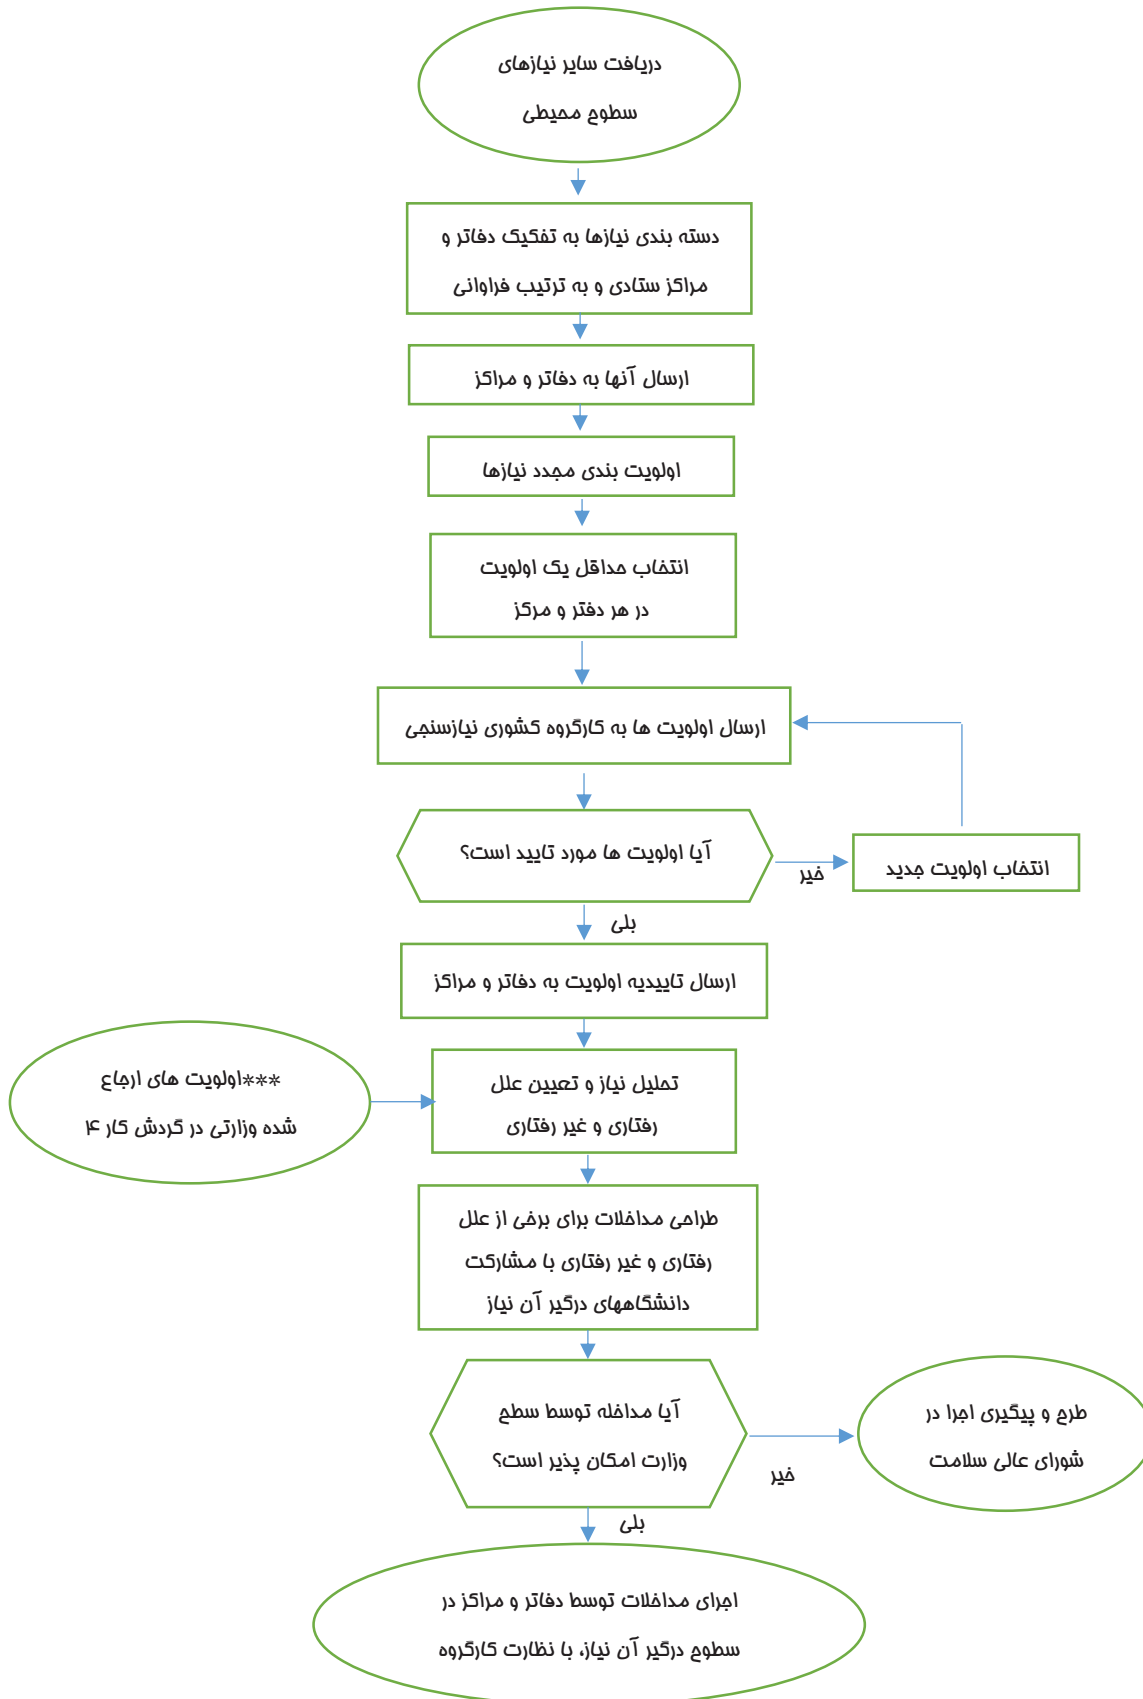 دریافت سایر نیازهای
سطوح محیطی
دسته بندی نیازها به تفکیک دفاتر و
مراکز ستادی و به ترتیب فراوانی
ارسال آنها به دفاتر و مراکز
اولویت بندی مجدد نیازها
انتخاب حداقل یک اولویت
در هر دفتر و مرکز
ارسال اولویت ها به کارگروه کشوری نیازسنجی
آیا اولویت ها مورد تایید است؟
خیر
انتخاب اولویت جدید
بلی
ارسال تاییدیه اولویت به دفاتر و مراکز
***اولویت های ارجاع
شده وزارتی در گردش کار ۴
تحلیل نیاز و تعیین علل
رفتاری و غیر رفتاری
طراحی مداخلات برای برخی از علل
رفتاری و غیر رفتاری با مشارکت
دانشگاههای درگیر آن نیاز
آیا مداخله توسط سطح
وزارت امکان پذیر است؟
خیر
طرح و پیگیری اجرا در
شورای عالی سلامت
بلی
اجرای مداخلات توسط دفاتر و مراکز در
سطوح درگیر آن نیاز، با نظارت کارگروه